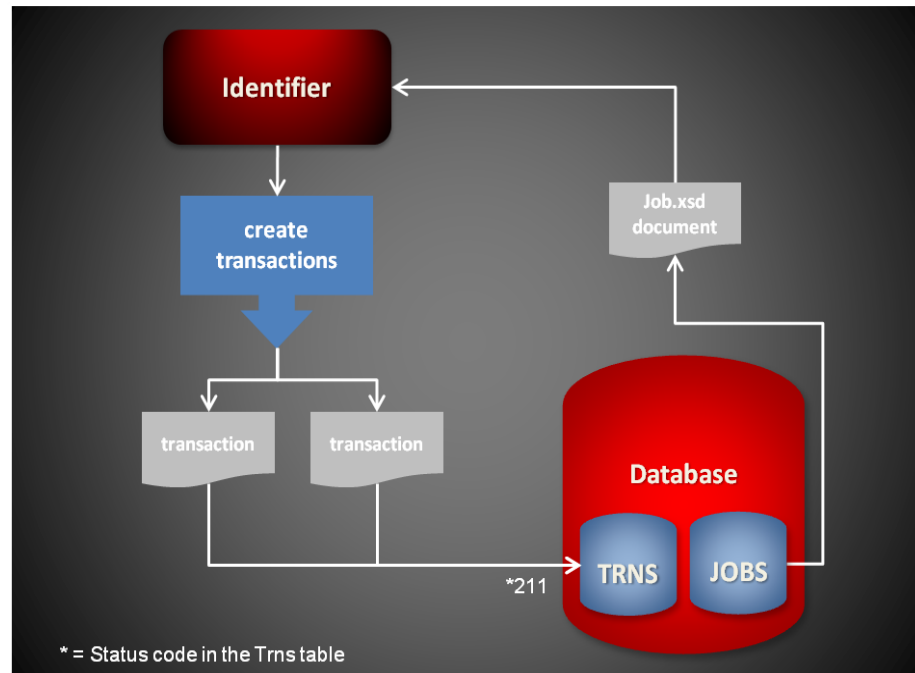 Identifier
Job.xsd
document
create
transactions
transaction
transaction
Database
TRNS
JOBS
*211
* = Status code in the Trns table